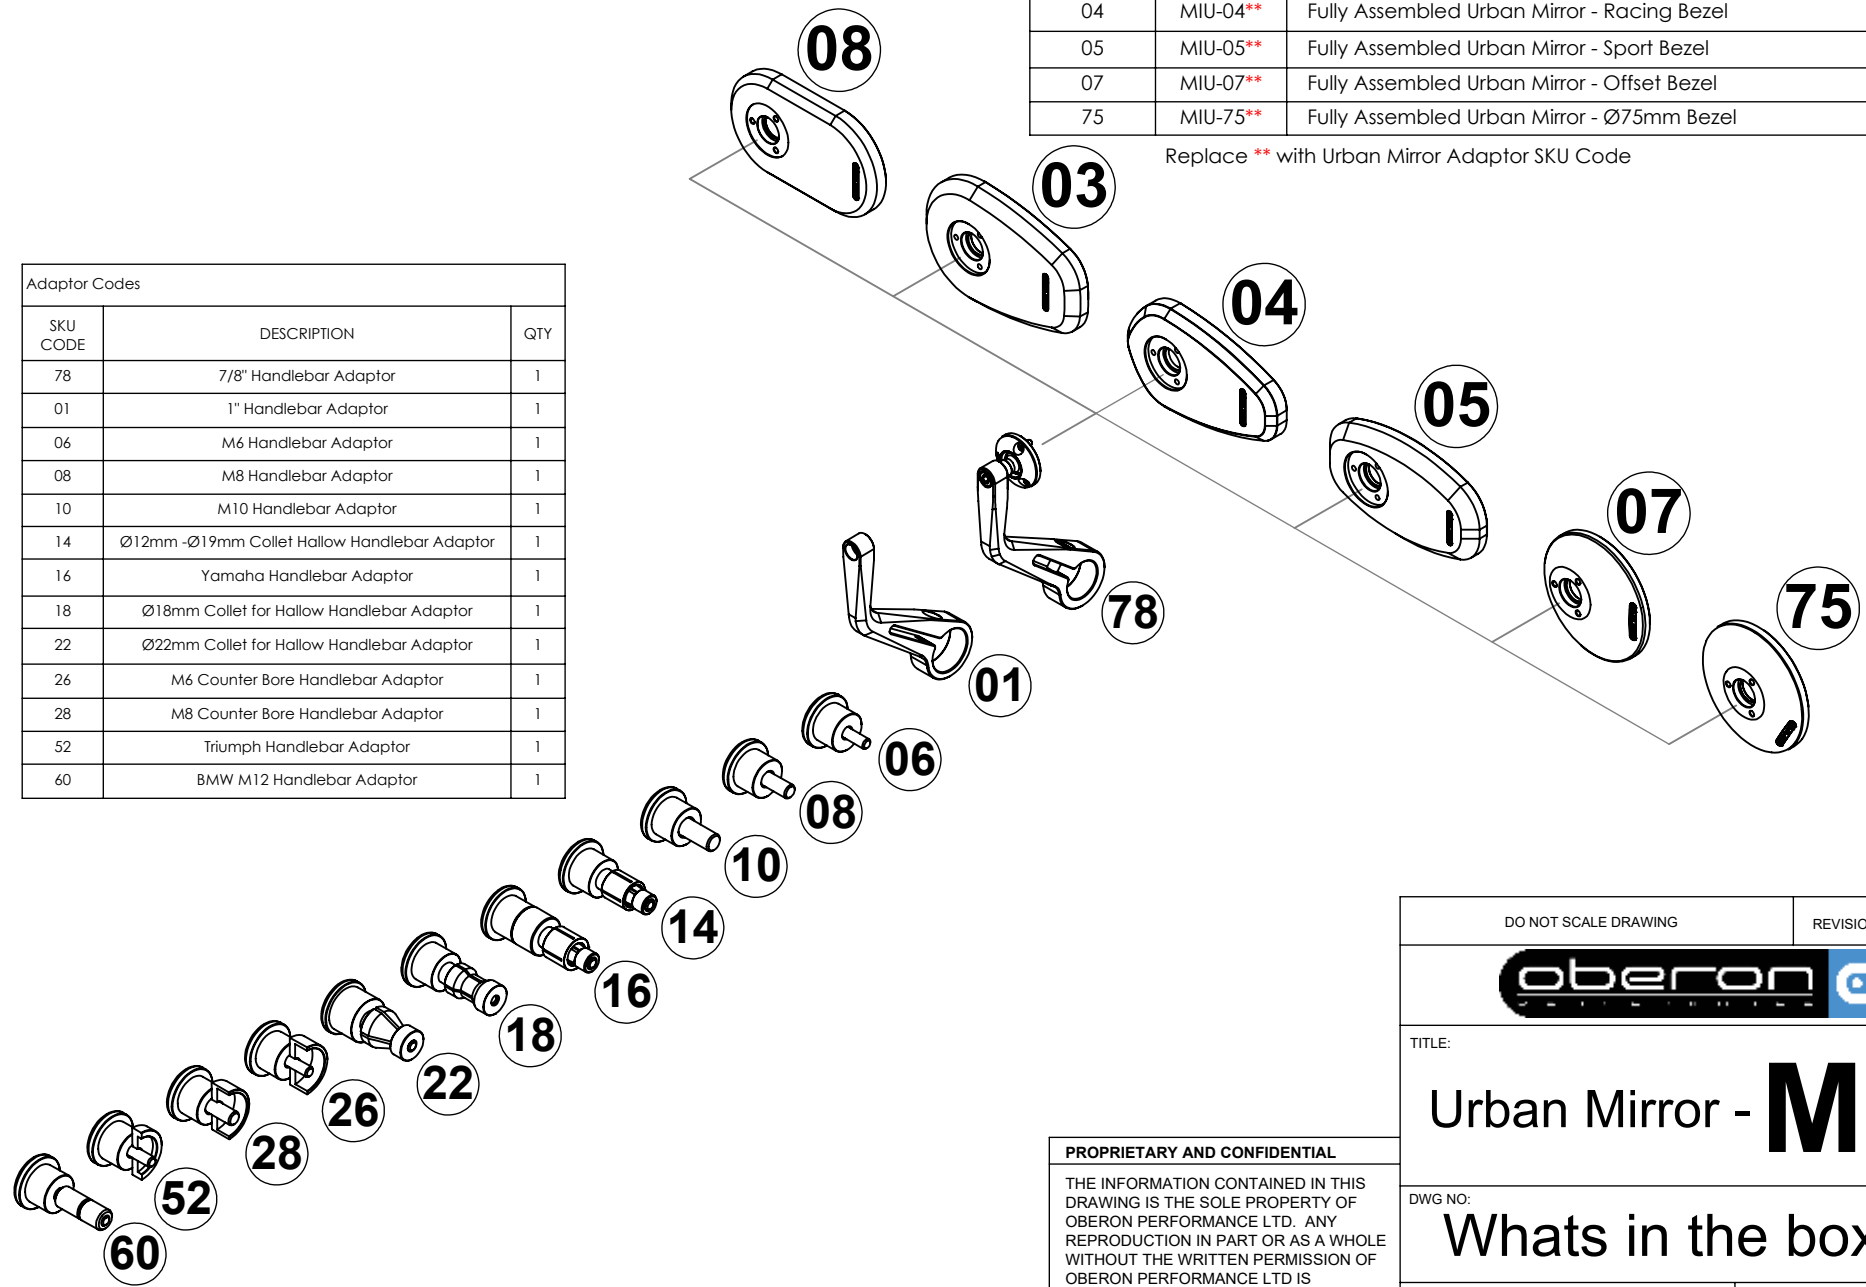 04 MIU-04** Fully Assembled Urban Mirror - Racing Bezel
05 MIU-05** Fully Assembled Urban Mirror - Sport Bezel
07 MIU-07** Fully Assembled Urban Mirror - Offset Bezel
75 MIU-75** Fully Assembled Urban Mirror - Ø75mm Bezel
Replace ** with Urban Mirror Adaptor SKU Code
08
03
04
05
07
75
Adaptor Codes
SKU CODE DESCRIPTION QTY
78 7/8" Handlebar Adaptor 1
01 1" Handlebar Adaptor 1
06 M6 Handlebar Adaptor 1
08 M8 Handlebar Adaptor 1
10 M10 Handlebar Adaptor 1
14 Ø12mm -Ø19mm Collet Hallow Handlebar Adaptor 1
16 Yamaha Handlebar Adaptor 1
18 Ø18mm Collet for Hallow Handlebar Adaptor 1
22 Ø22mm Collet for Hallow Handlebar Adaptor 1
26 M6 Counter Bore Handlebar Adaptor 1
28 M8 Counter Bore Handlebar Adaptor 1
52 Triumph Handlebar Adaptor 1
60 BMW M12 Handlebar Adaptor 1
78
01
06
08
10
14
16
18
22
26
28
52
60
DO NOT SCALE DRAWING
REVISIO
oberon
TITLE:
Urban Mirror - M
DWG NO:
Whats in the box
PROPRIETARY AND CONFIDENTIAL
THE INFORMATION CONTAINED IN THIS
DRAWING IS THE SOLE PROPERTY OF
OBERON PERFORMANCE LTD. ANY
REPRODUCTION IN PART OR AS A WHOLE
WITHOUT THE WRITTEN PERMISSION OF
OBERON PERFORMANCE LTD IS